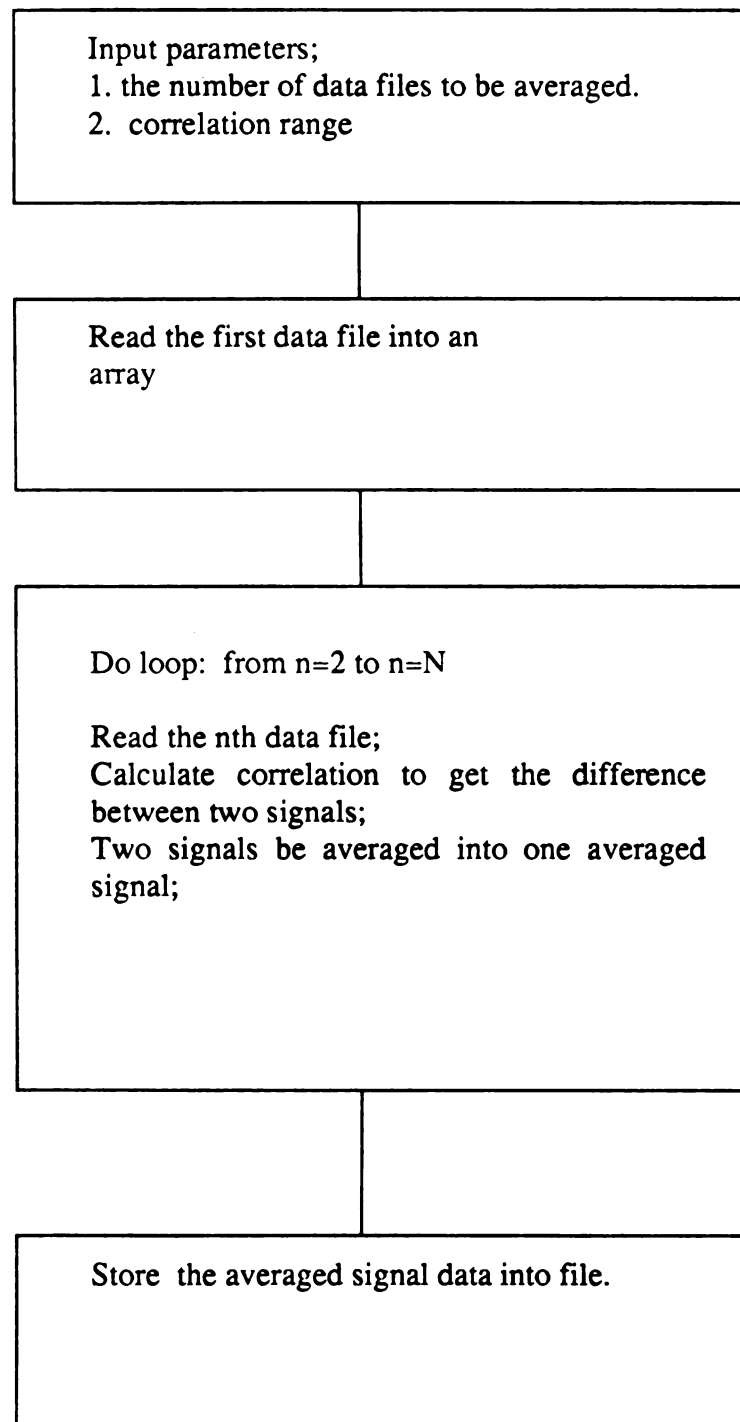 Input parameters;
1. the number of data files to be averaged.
2. correlation range
Read the first data file into an
array
Do loop: from n=2 to n=N
Read the nth data file;
Calculate correlation to get the difference
between two signals;
Two signals be averaged into one averaged
signal;
Store the averaged signal data into file.